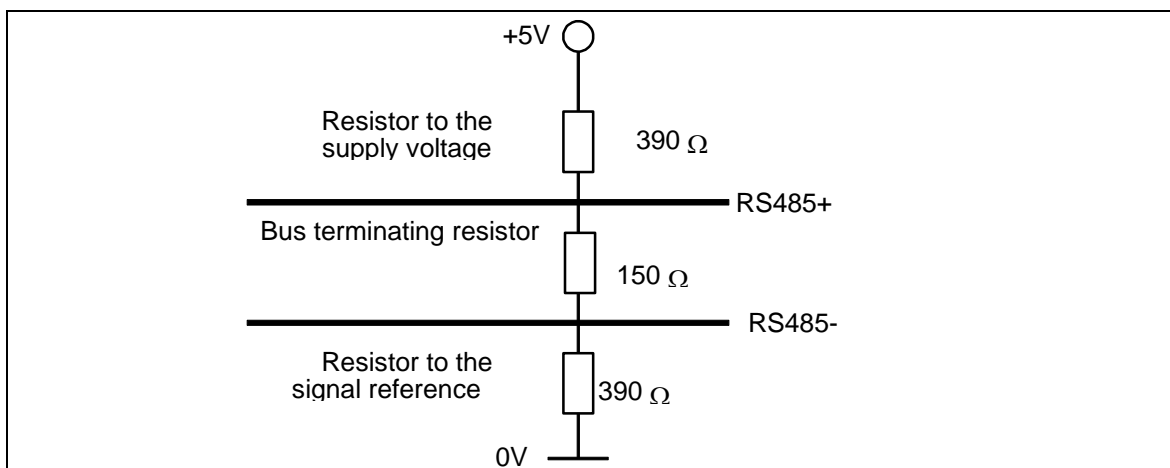 +5V
Resistor to the
supply voltage
390 Ω
RS485+
Bus terminating resistor
150 Ω
RS485-
Resistor to the
signal reference
390 Ω
0V